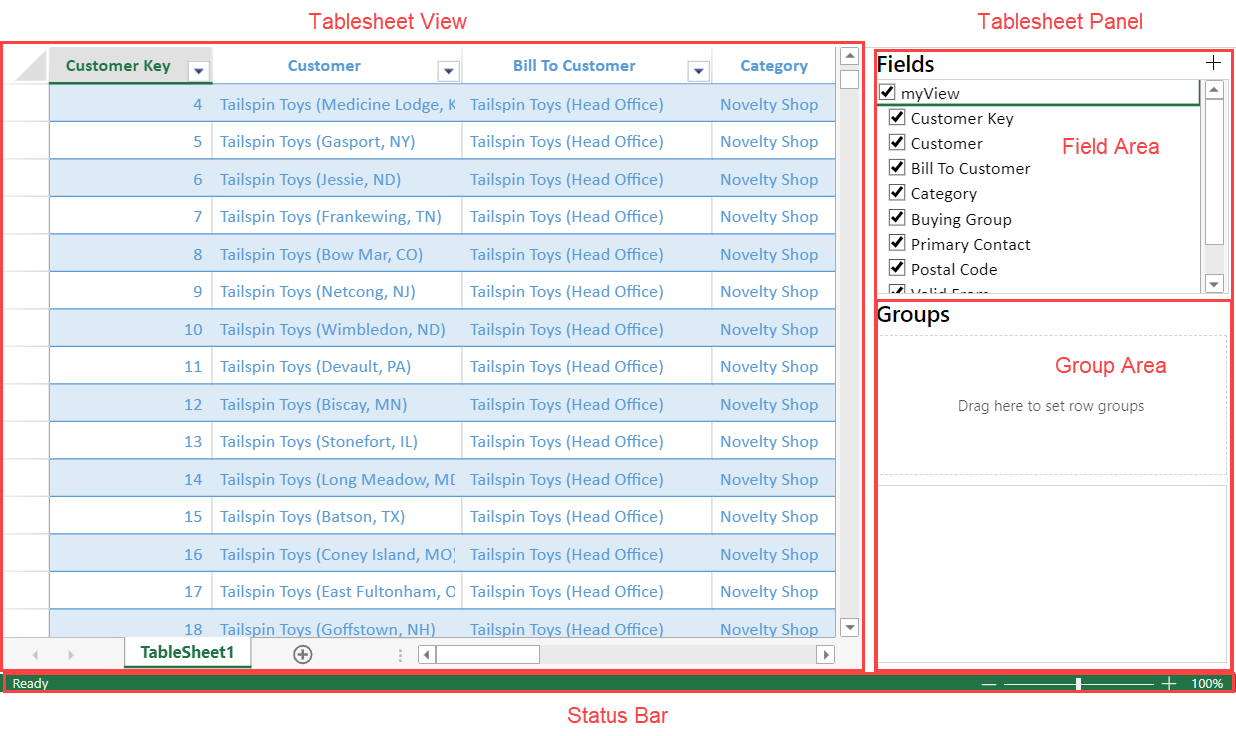 Tablesheet View
Tablesheet Panel
Customer Key Customer Bill To Customer Category
4 Tailspin Toys (Medicine Lodge, K Tailspin Toys (Head Office) Novelty Shop
5 Tailspin Toys (Gasport, NY) Tailspin Toys (Head Office) Novelty Shop
6 Tailspin Toys (Jessie, ND) Tailspin Toys (Head Office) Novelty Shop
7 Tailspin Toys (Frankewing, TN) Tailspin Toys (Head Office) Novelty Shop
8 Tailspin Toys (Bow Mar, CO) Tailspin Toys (Head Office) Novelty Shop
9 Tailspin Toys (Netcong, NJ) Tailspin Toys (Head Office) Novelty Shop
10 Tailspin Toys (Wimbledon, ND) Tailspin Toys (Head Office) Novelty Shop
11 Tailspin Toys (Devault, PA) Tailspin Toys (Head Office) Novelty Shop
12 Tailspin Toys (Biscay, MN) Tailspin Toys (Head Office) Novelty Shop
13 Tailspin Toys (Stonefort, IL) Tailspin Toys (Head Office) Novelty Shop
14 Tailspin Toys (Long Meadow, MD Tailspin Toys (Head Office) Novelty Shop
15 Tailspin Toys (Batson, TX) Tailspin Toys (Head Office) Novelty Shop
16 Tailspin Toys (Coney Island, MO) Tailspin Toys (Head Office) Novelty Shop
17 Tailspin Toys (East Fultonham, O Tailspin Toys (Head Office) Novelty Shop
18 Tailspin Toys (Goffstown, NH) Tailspin Toys (Head Office) Novelty Shop
TableSheet1
Fields
myView
Customer Key
Customer
Field Area
Bill To Customer
Category
Buying Group
Primary Contact
Postal Code
Valid From
Groups
Group Area
Drag here to set row groups
Ready
100%
Status Bar